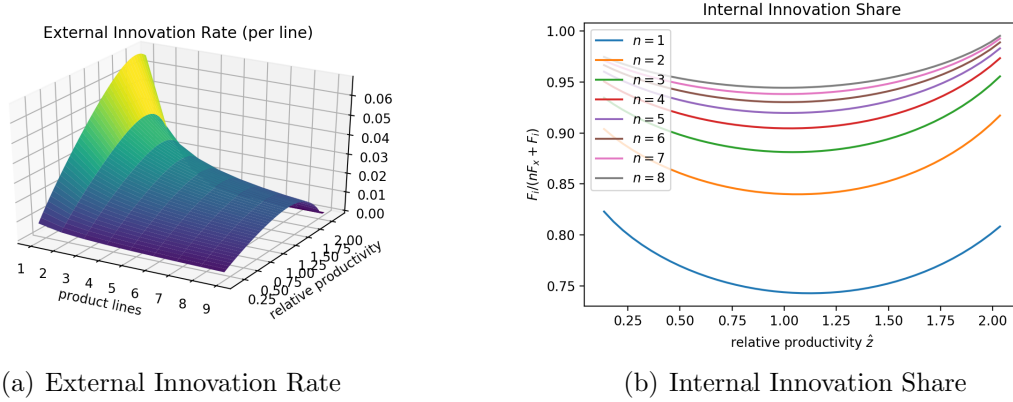 External Innovation Rate (per line)
0.06
0.05
0.04
0.03
0.02
0.01
0.00
1 2 3 4 5 6 7 8 9
product lines
0.25 0.50 0.75 1.00 1.25 1.50 1.75 2.00
relative productivity
Internal Innovation Share
1.00
0.95
0.90
0.85
0.80
0.75
F_i/(nF_x + F_i)
n = 1
n = 2
n = 3
n = 4
n = 5
n = 6
n = 7
n = 8
0.25 0.50 0.75 1.00 1.25 1.50 1.75 2.00
relative productivity ẑ
(a) External Innovation Rate
(b) Internal Innovation Share